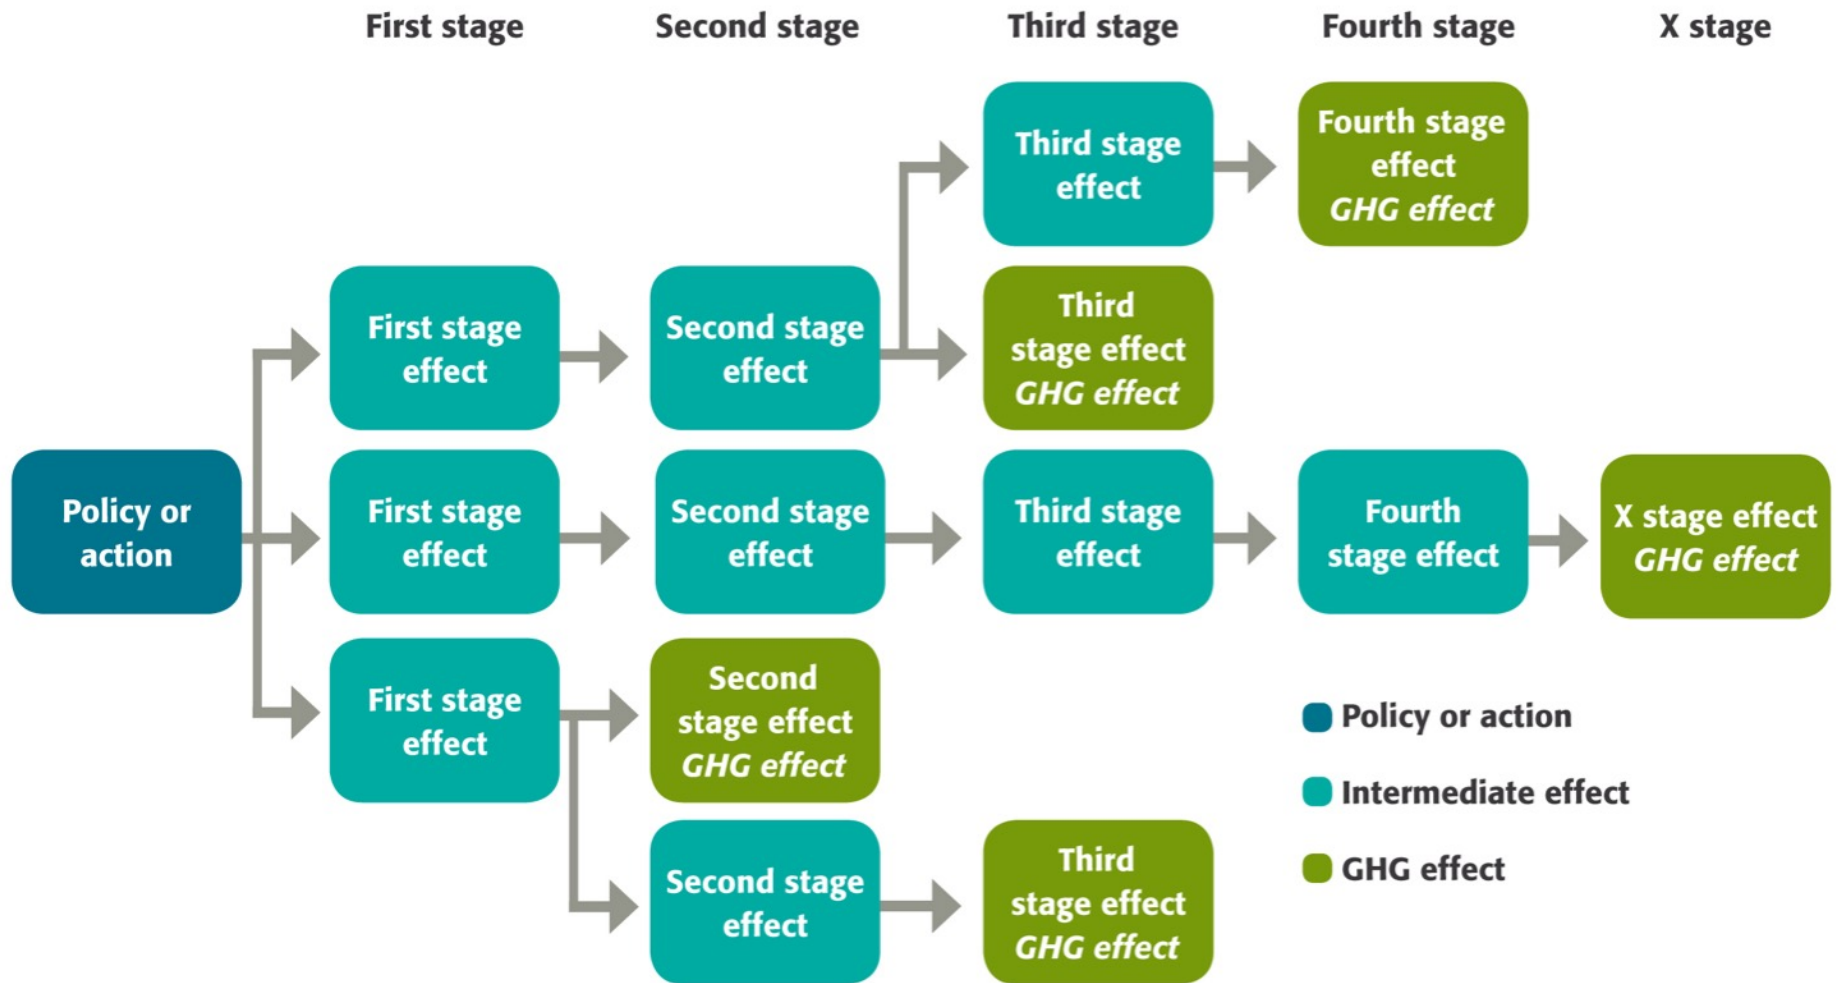 First stage
Second stage
Third stage
Fourth stage
X stage
Third stage
effect
Fourth stage
effect
GHG effect
First stage
effect
Second stage
effect
Third
stage effect
GHG effect
Policy or
action
First stage
effect
Second stage
effect
Third stage
effect
Fourth
stage effect
X stage effect
GHG effect
First stage
effect
Second
stage effect
GHG effect
Second stage
effect
Third
stage effect
GHG effect
Policy or action
Intermediate effect
GHG effect